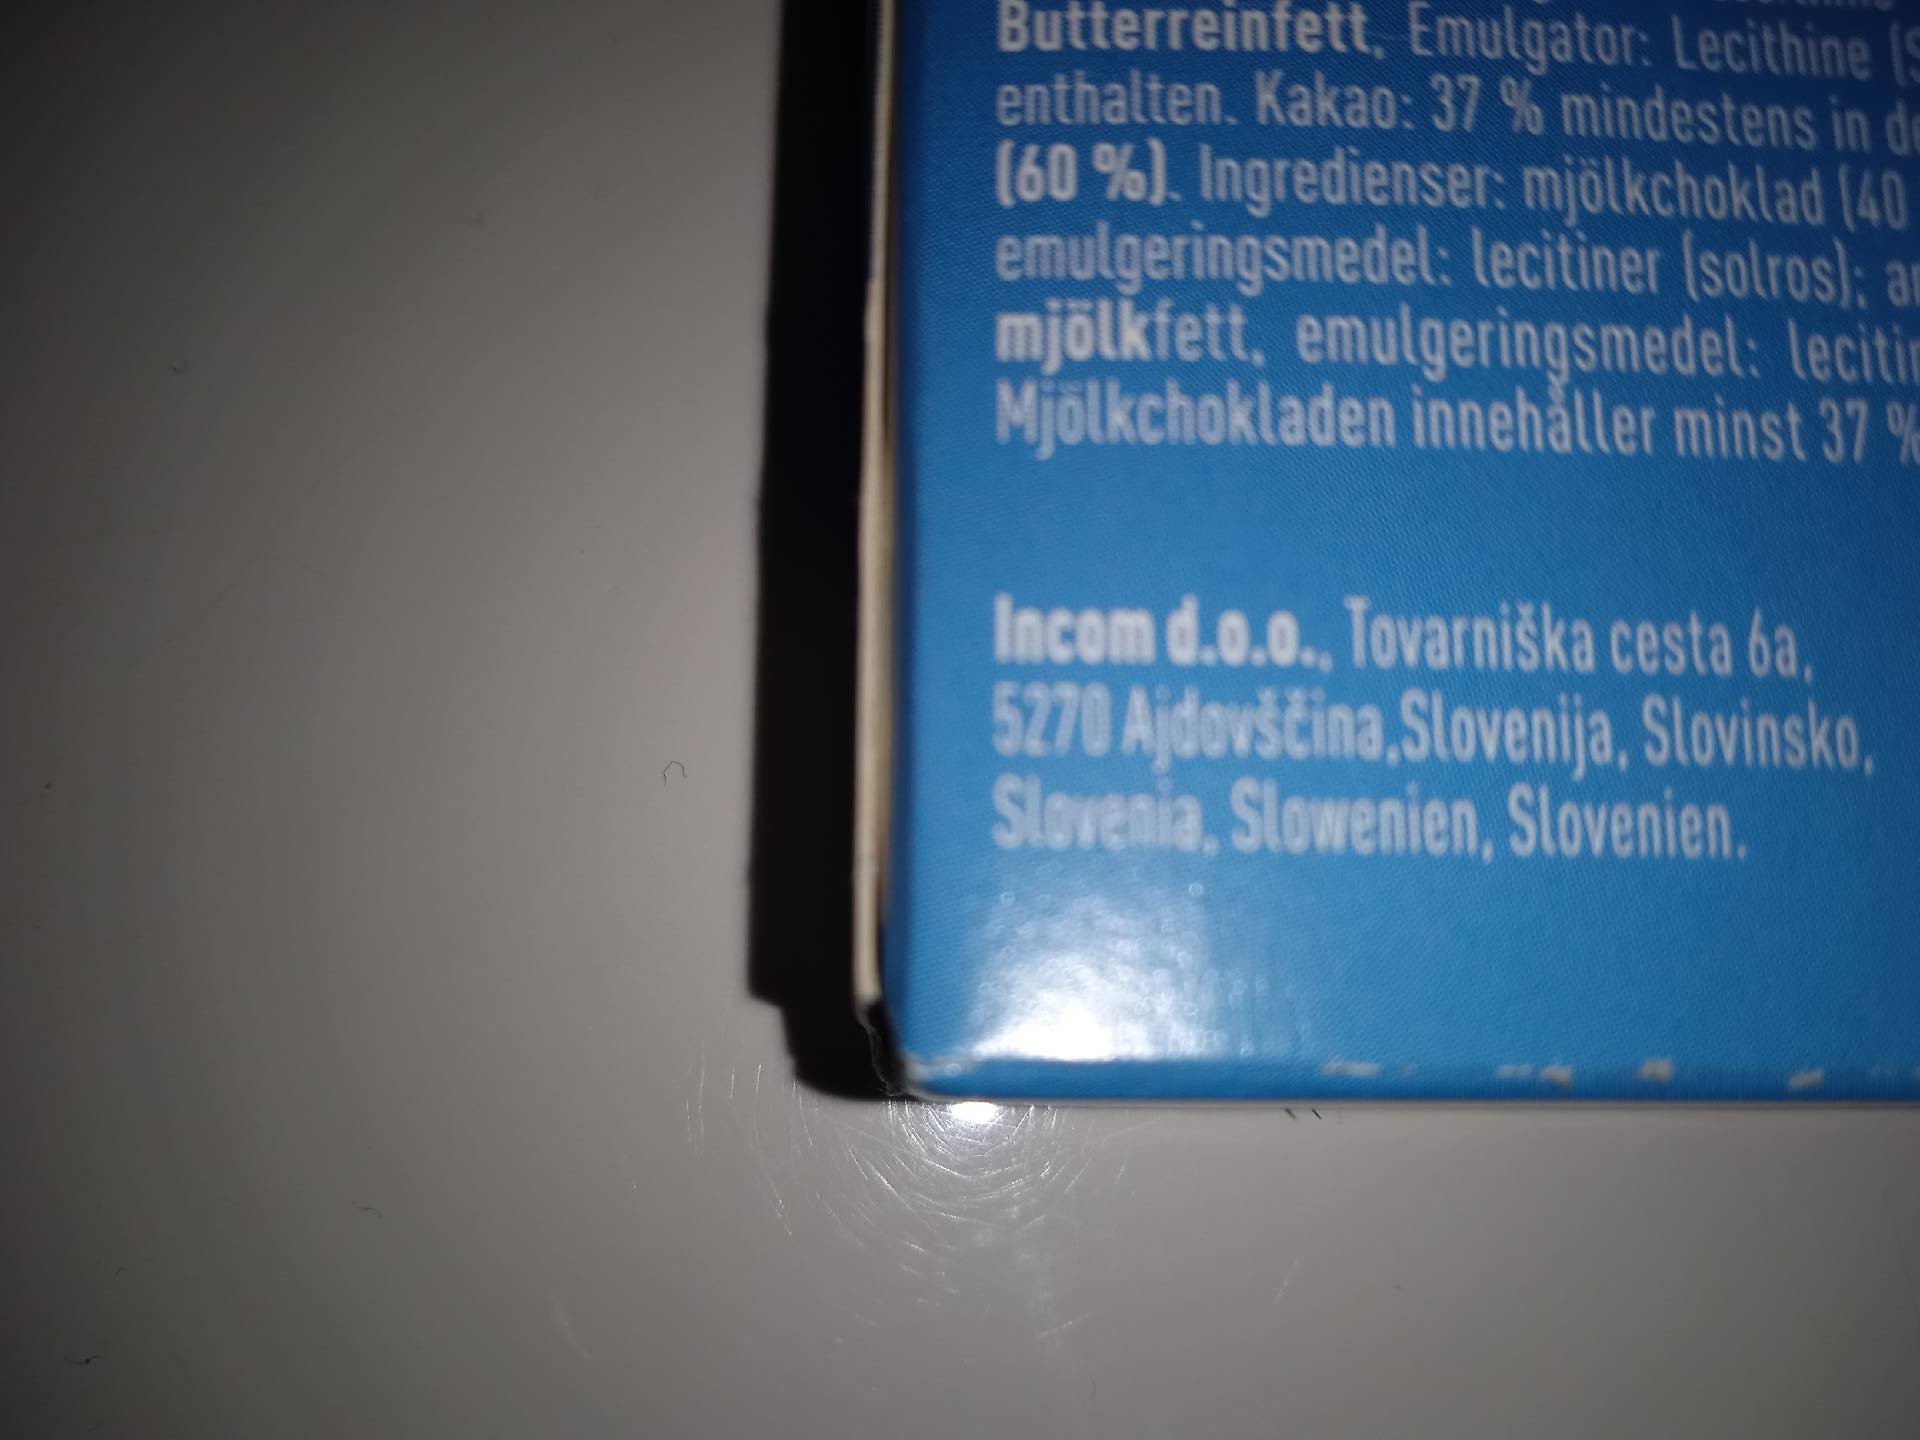 Butterreinfett, Emulgator: Lecithine
enthalten. Kakao: 37 % mindestens in
(60 %). Ingredienser: mjölkchoklad (40
emulgeringsmedel: lecitiner (solros);
mjölkfett, emulgeringsmedel:
Mjölkchokladen innehåller minst 37 %
Incom d.o.o., Tovarniška cesta 6a,
5270 Ajdovščina,Slovenija, Slovinsko,
Slovenia, Slowenien, Slovenien.